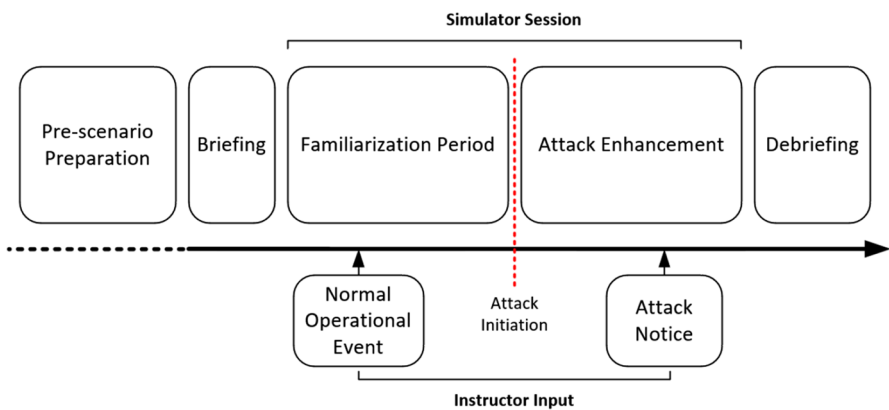 Simulator Session
Pre-scenario
Preparation
Briefing
Familiarization Period
Attack Enhancement
Debriefing
Normal
Operational
Event
Attack
Initiation
Attack
Notice
Instructor Input